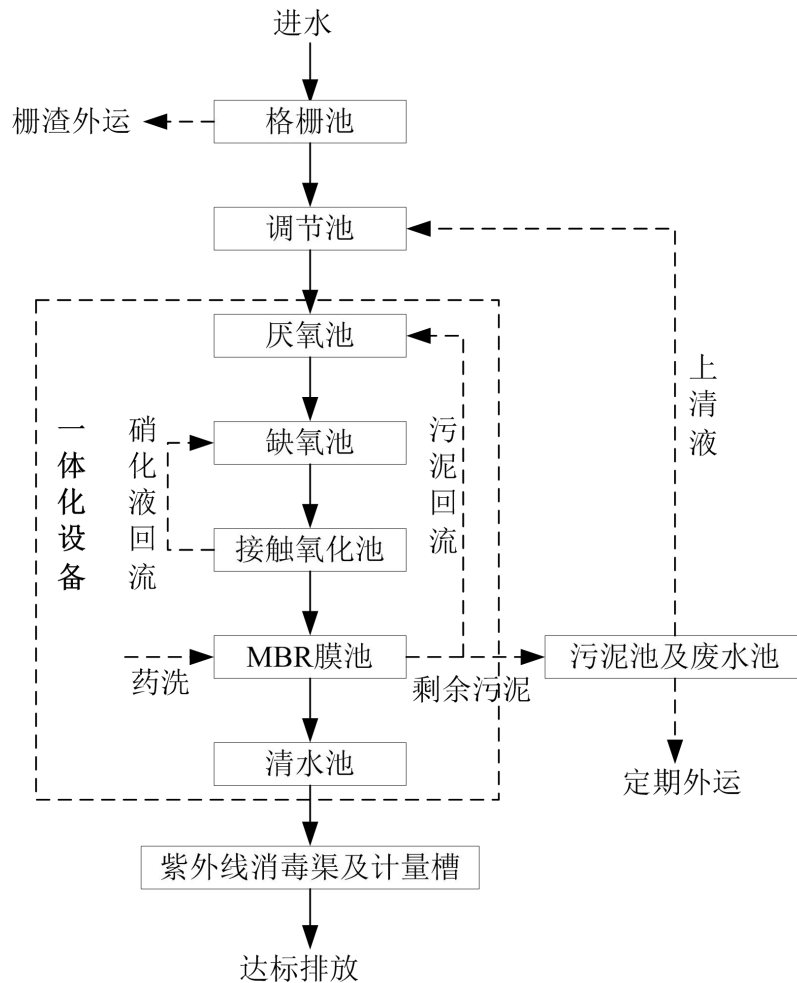 进水
栅渣外运
格栅池
调节池
厌氧池
上清液
一体化设备
硝化液回流
缺氧池
污泥回流
接触氧化池
药洗
MBR膜池
剩余污泥
污泥池及废水池
清水池
定期外运
紫外线消毒渠及计量槽
达标排放